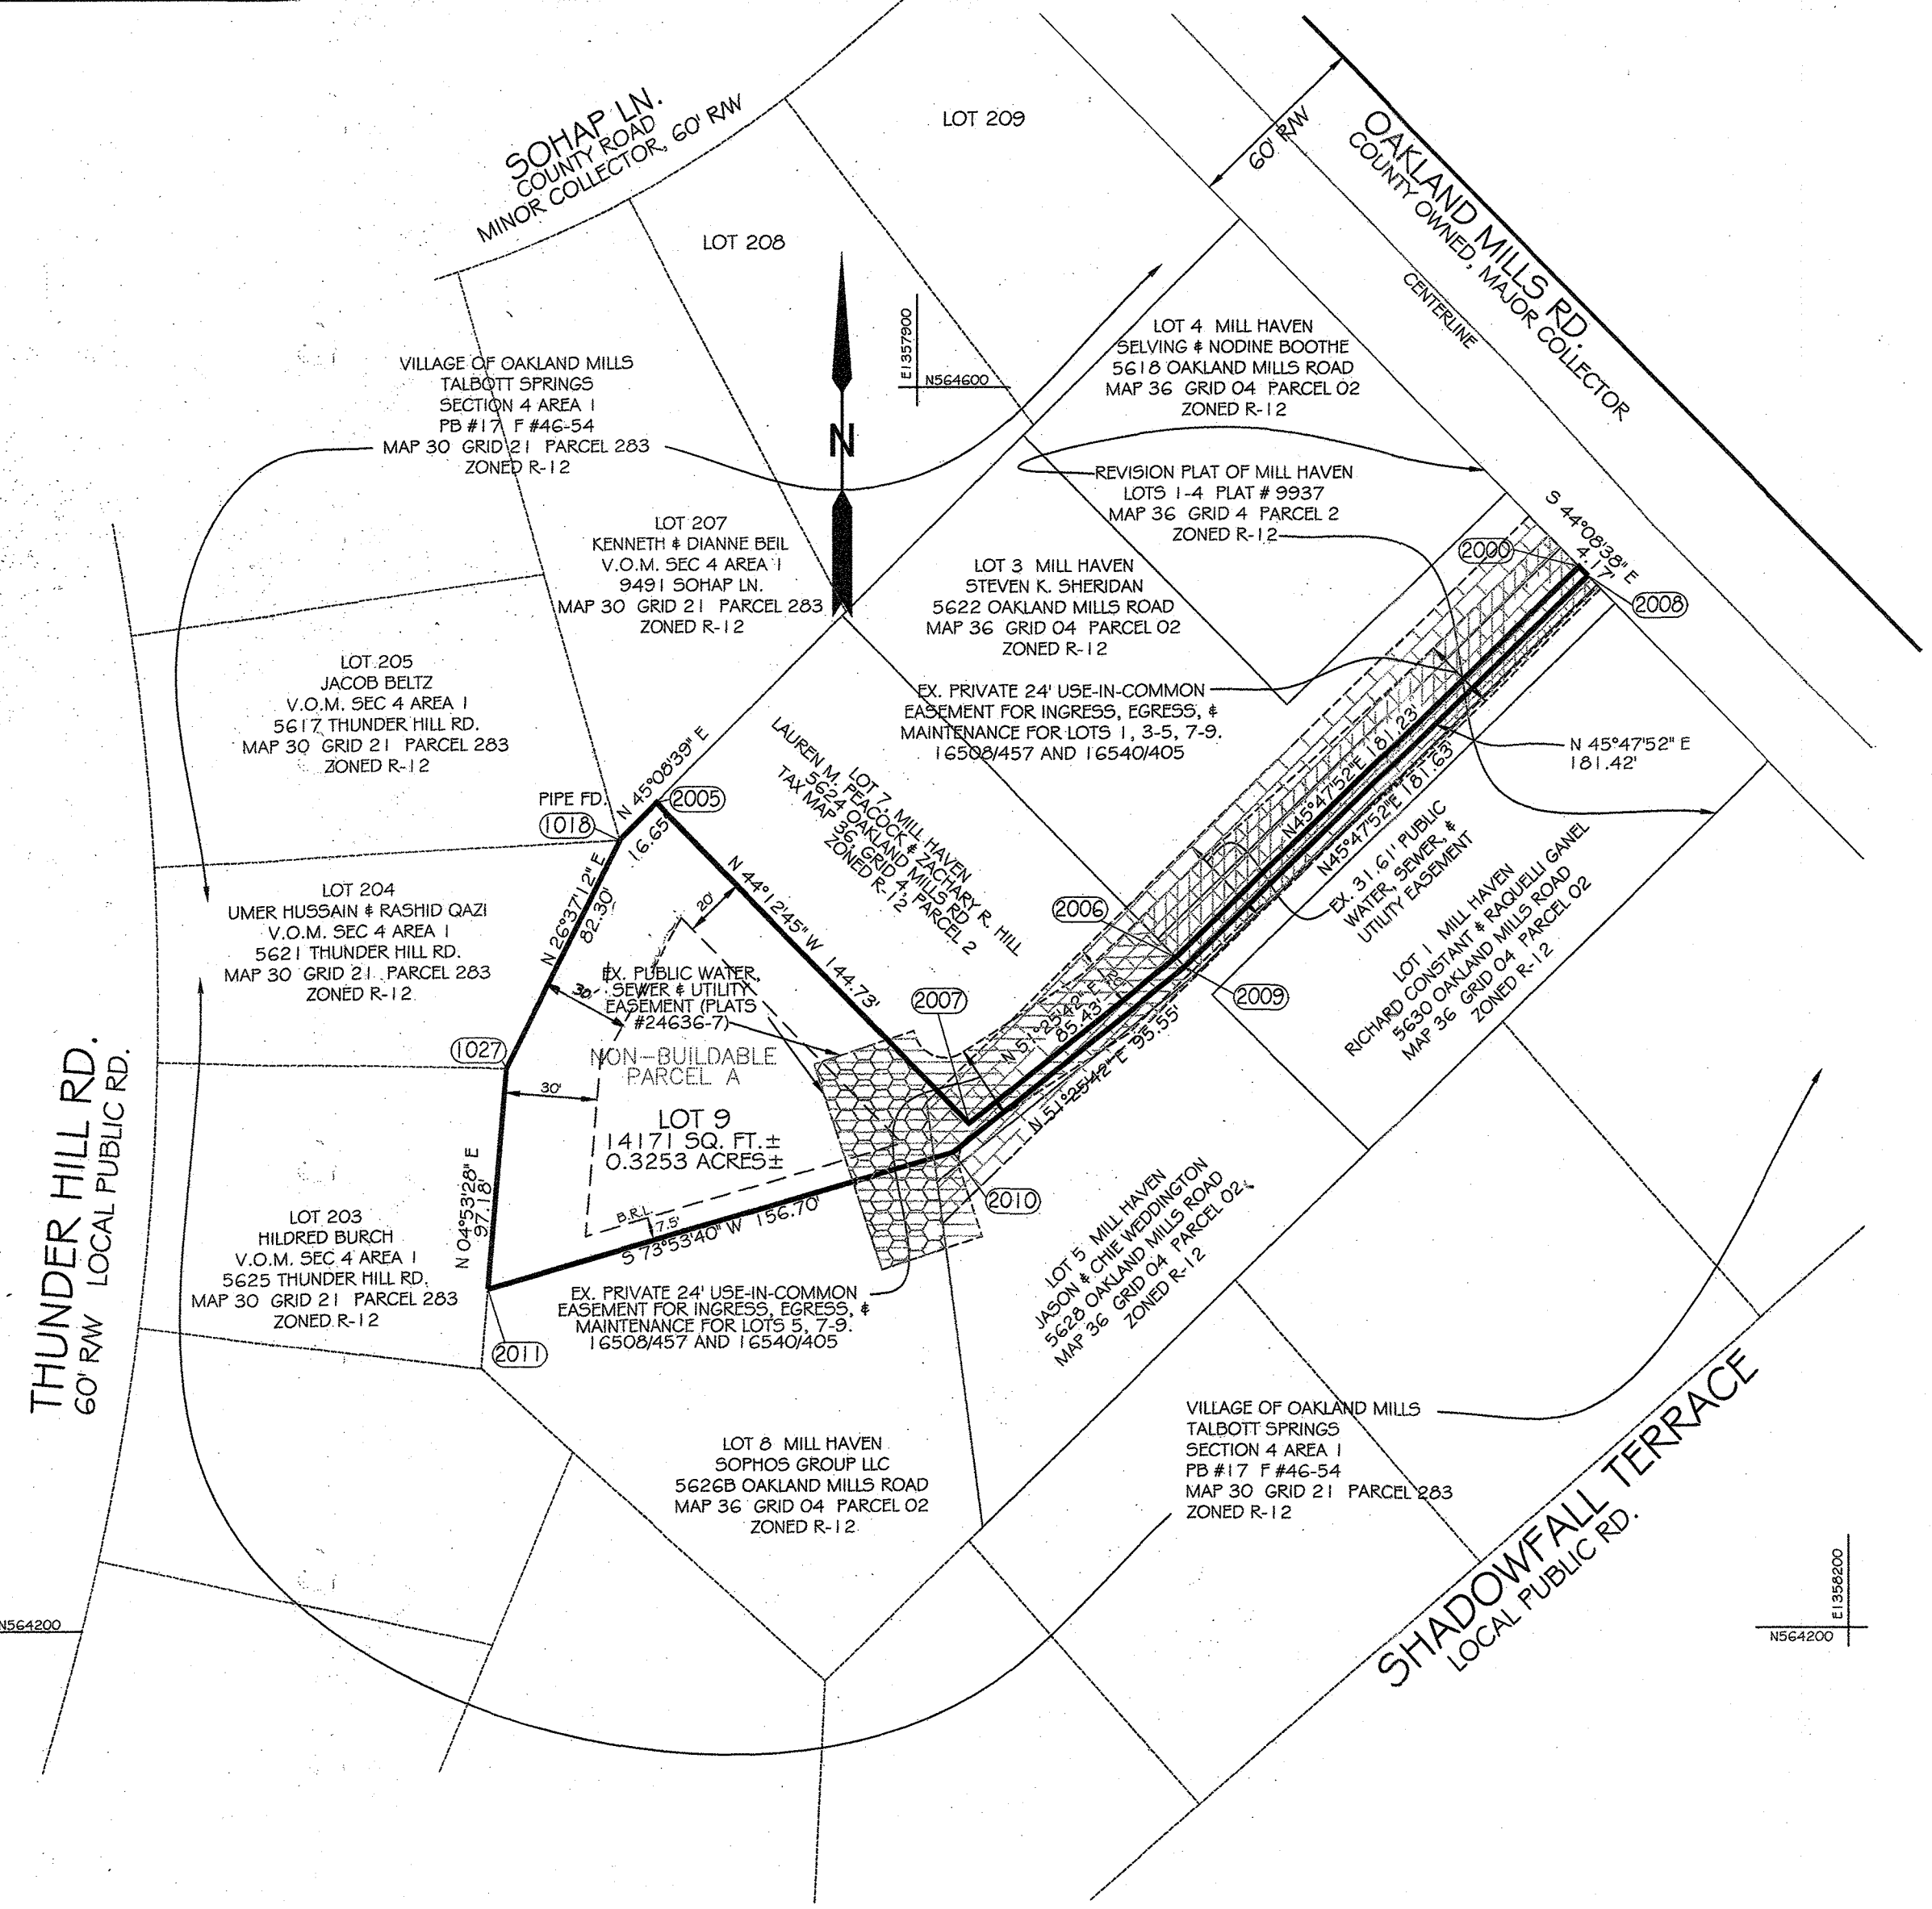 SOHAP LN.
COUNTY ROAD
MINOR COLLECTOR, 60' R/W
LOT 209
60' R/W
OAKLAND MILLS RD.
COUNTY OWNED, MAJOR COLLECTOR
CENTERLINE
LOT 208
E1357900
N564600
N
VILLAGE OF OAKLAND MILLS
TALBOTT SPRINGS
SECTION 4 AREA 1
PB #17 F #46-54
MAP 30 GRID 21 PARCEL 283
ZONED R-12
LOT 4 MILL HAVEN
SELVING & NODINE BOOTHE
5618 OAKLAND MILLS ROAD
MAP 36 GRID 04 PARCEL 02
ZONED R-12
REVISION PLAT OF MILL HAVEN
LOTS 1-4 PLAT # 9937
MAP 36 GRID 4 PARCEL 2
ZONED R-12
S 44°08'38" E
4.17'
2000
2008
LOT 207
KENNETH & DIANNE BEIL
V.O.M. SEC 4 AREA 1
9491 SOHAP LN.
MAP 30 GRID 21 PARCEL 283
ZONED R-12
LOT 3 MILL HAVEN
STEVEN K. SHERIDAN
5622 OAKLAND MILLS ROAD
MAP 36 GRID 04 PARCEL 02
ZONED R-12
LOT 205
JACOB BELTZ
V.O.M. SEC 4 AREA 1
5617 THUNDER HILL RD.
MAP 30 GRID 21 PARCEL 283
ZONED R-12
EX. PRIVATE 24' USE-IN-COMMON
EASEMENT FOR INGRESS, EGRESS, &
MAINTENANCE FOR LOTS 1, 3-5, 7-9.
16508/457 AND 16540/405
N 45°47'52" E
181.42'
N45°47'52"E 181.23'
N45°47'52"E 181.63'
PIPE FD.
1018
N 45°08'39" E
16.65'
2005
LOT 7, MILL HAVEN
LAUREN M. PEACOCK & ZACHARY R. HILL
5624 OAKLAND MILLS RD
TAX MAP 36, GRID 4, PARCEL 2
ZONED R-12
EX. 31.61' PUBLIC
WATER, SEWER, &
UTILITY EASEMENT
LOT 1 MILL HAVEN
RICHARD CONSTANT & RAQUELLI GANEL
5630 OAKLAND MILLS ROAD
MAP 36 GRID 04 PARCEL 02
ZONED R-12
LOT 204
UMER HUSSAIN & RASHID QAZI
V.O.M. SEC 4 AREA 1
5621 THUNDER HILL RD.
MAP 30 GRID 21 PARCEL 283
ZONED R-12
N 26°37'12" E
82.30'
20'
N 44°12'45" W 144.73'
30'
EX. PUBLIC WATER,
SEWER & UTILITY
EASEMENT (PLATS
#24636-7)
2006
2007
2009
N 51°25'42" E
85.43'
N 51°25'42" E 95.55'
1027
30'
NON-BUILDABLE
PARCEL A
LOT 9
14171 SQ. FT.±
0.3253 ACRES±
THUNDER HILL RD.
60' R/W LOCAL PUBLIC RD.
N 04°53'28" E
97.18'
B.R.L.
7.5'
S 73°53'40" W 156.70'
2010
LOT 203
HILDRED BURCH
V.O.M. SEC 4 AREA 1
5625 THUNDER HILL RD.
MAP 30 GRID 21 PARCEL 283
ZONED R-12
2011
EX. PRIVATE 24' USE-IN-COMMON
EASEMENT FOR INGRESS, EGRESS, &
MAINTENANCE FOR LOTS 5, 7-9.
16508/457 AND 16540/405
LOT 5 MILL HAVEN
JASON & CHIE WEDDINGTON
5628 OAKLAND MILLS ROAD
MAP 36 GRID 04 PARCEL 02
ZONED R-12
LOT 8 MILL HAVEN
SOPHOS GROUP LLC
5626B OAKLAND MILLS ROAD
MAP 36 GRID 04 PARCEL 02
ZONED R-12
VILLAGE OF OAKLAND MILLS
TALBOTT SPRINGS
SECTION 4 AREA 1
PB #17 F #46-54
MAP 30 GRID 21 PARCEL 283
ZONED R-12
SHADOWFALL TERRACE
LOCAL PUBLIC RD.
N564200
E1358200
N564200